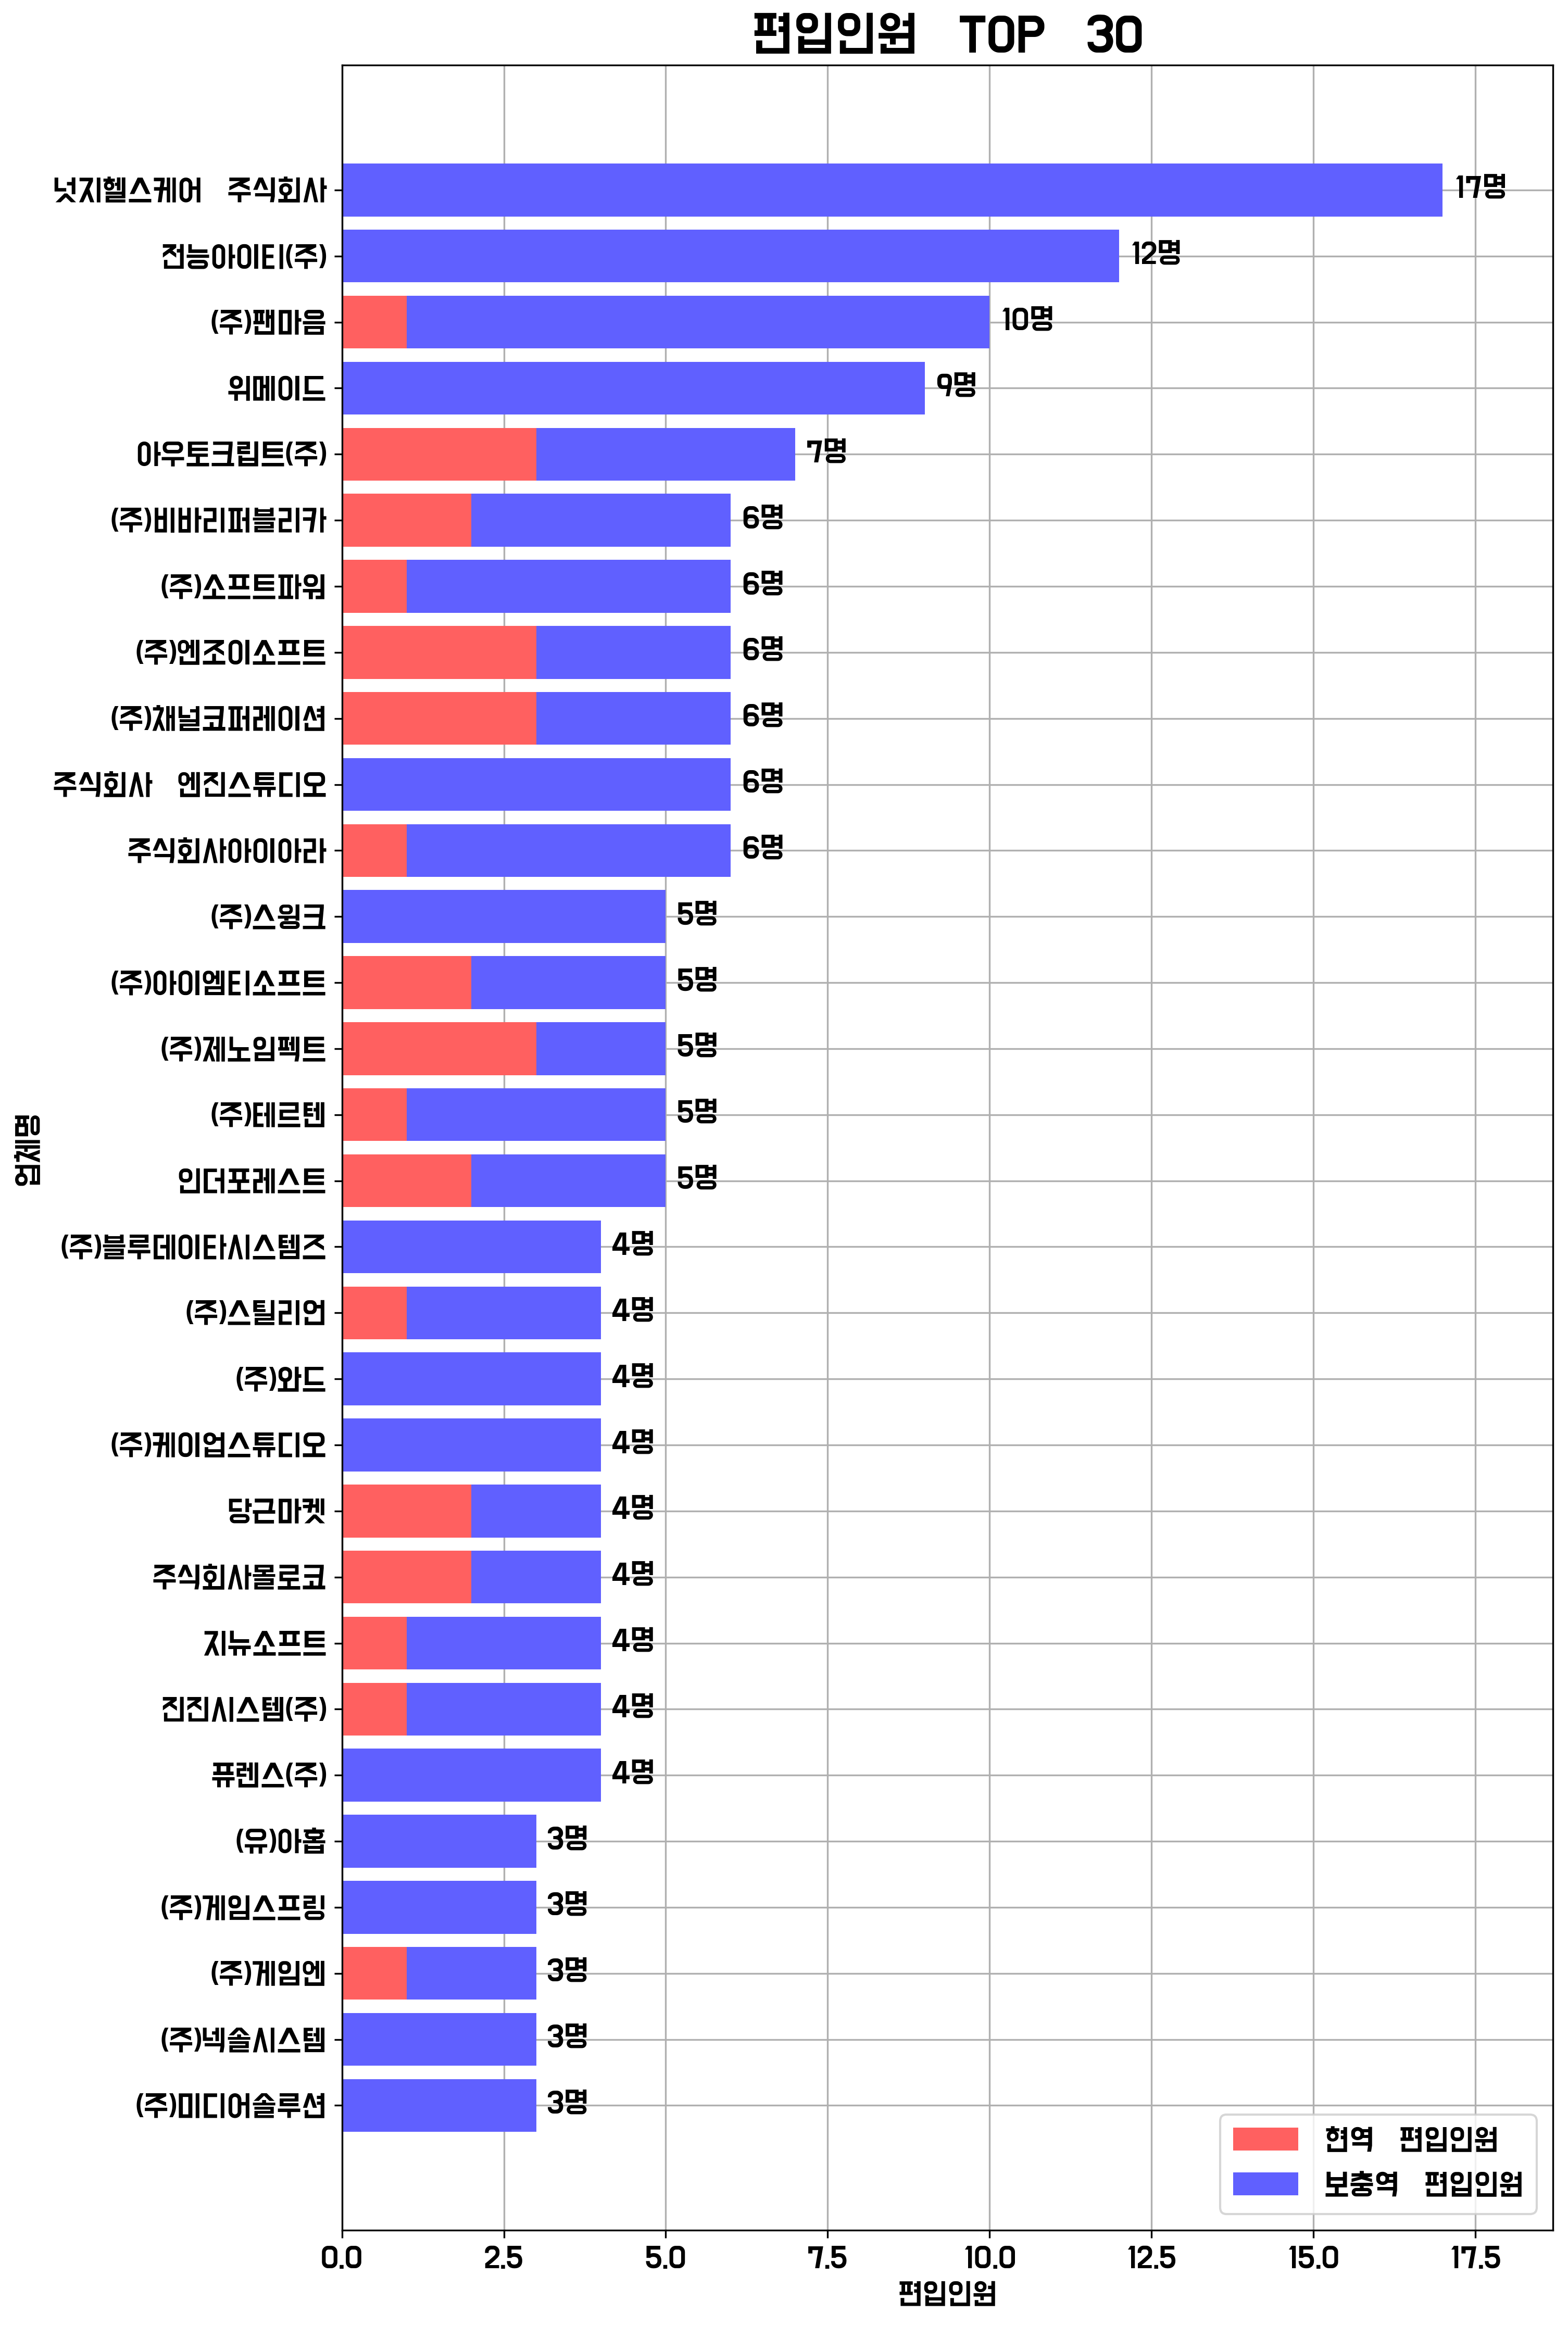 편입인원 TOP 30
넛지헬스케어 주식회사
17명
전능아이티(주)
12명
(주)팬마음
10명
위메이드
9명
아우토크립트(주)
7명
(주)비바리퍼블리카
6명
(주)소프트파워
6명
(주)엔조이소프트
6명
(주)채널코퍼레이션
6명
주식회사 엔진스튜디오
6명
주식회사아이아라
6명
(주)스윙크
5명
(주)아이엠티소프트
5명
(주)제노임펙트
5명
(주)테르텐
5명
인더포레스트
5명
(주)블루데이타시스템즈
4명
(주)스틸리언
4명
(주)와드
4명
(주)케이업스튜디오
4명
당근마켓
4명
주식회사몰로코
4명
지뉴소프트
4명
진진시스템(주)
4명
퓨렌스(주)
4명
(유)아홉
3명
(주)게임스프링
3명
(주)게임엔
3명
(주)넥솔시스템
3명
(주)미디어솔루션
3명
업체명
현역 편입인원
보충역 편입인원
0.0 2.5 5.0 7.5 10.0 12.5 15.0 17.5
편입인원